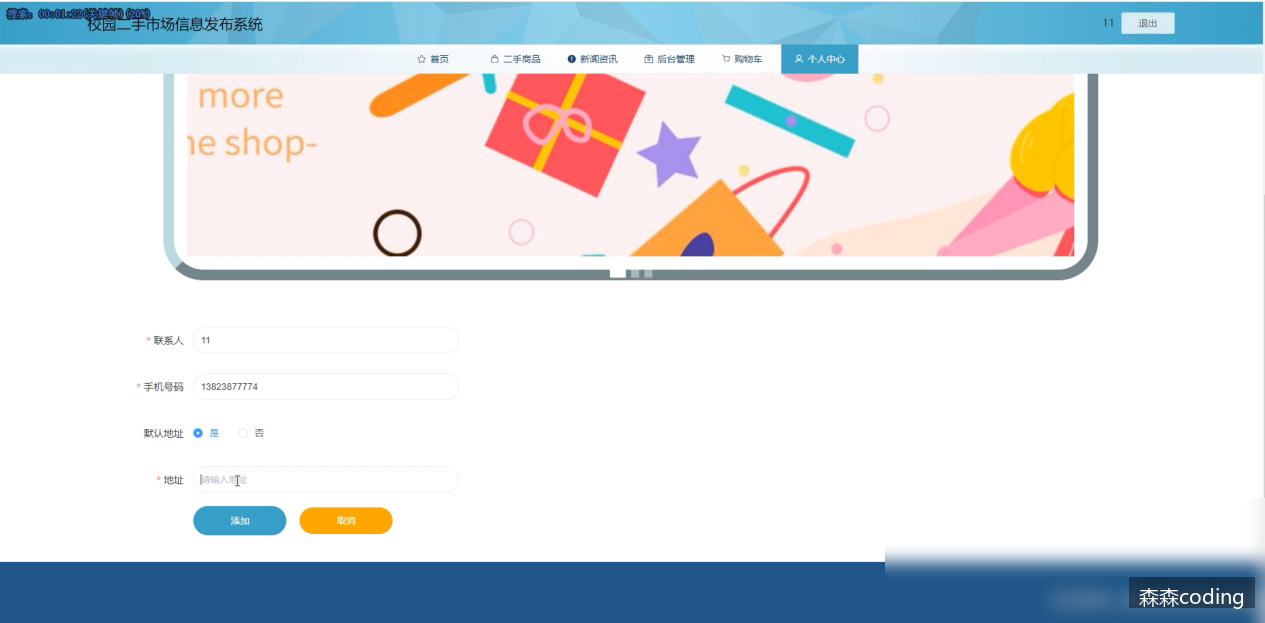 搜索: 00:01:22(关键帧)(20%)
校园二手市场信息发布系统
11
退出
首页
二手商品
新闻资讯
后台管理
购物车
个人中心
more
he shop-
* 联系人
11
* 手机号码
13823877774
默认地址
是
否
* 地址
请输入地址
添加
取消
森森coding